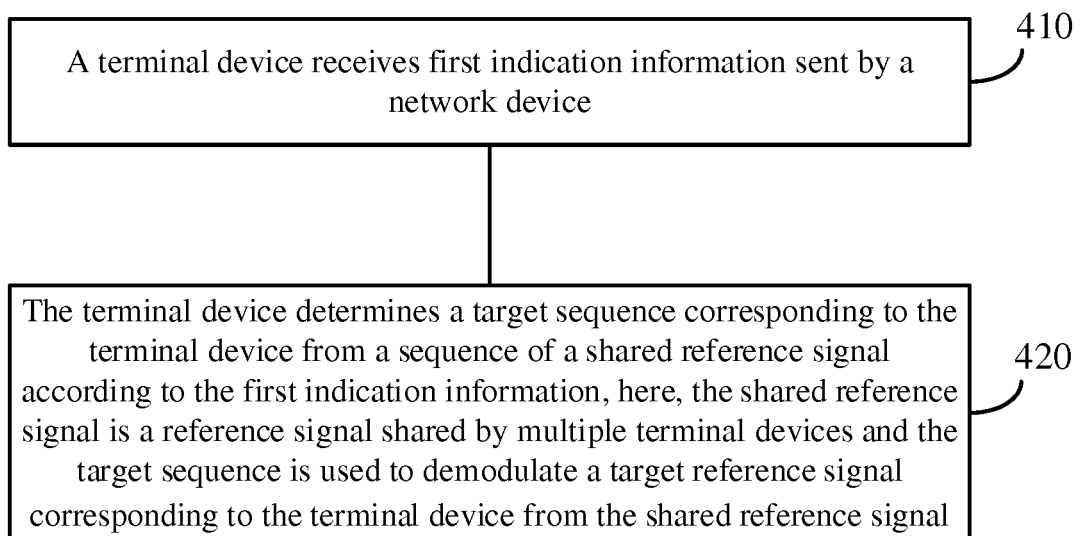 410
A terminal device receives first indication information sent by a
network device
The terminal device determines a target sequence corresponding to the
terminal device from a sequence of a shared reference signal
according to the first indication information, here, the shared reference
signal is a reference signal shared by multiple terminal devices and the
target sequence is used to demodulate a target reference signal
corresponding to the terminal device from the shared reference signal
420